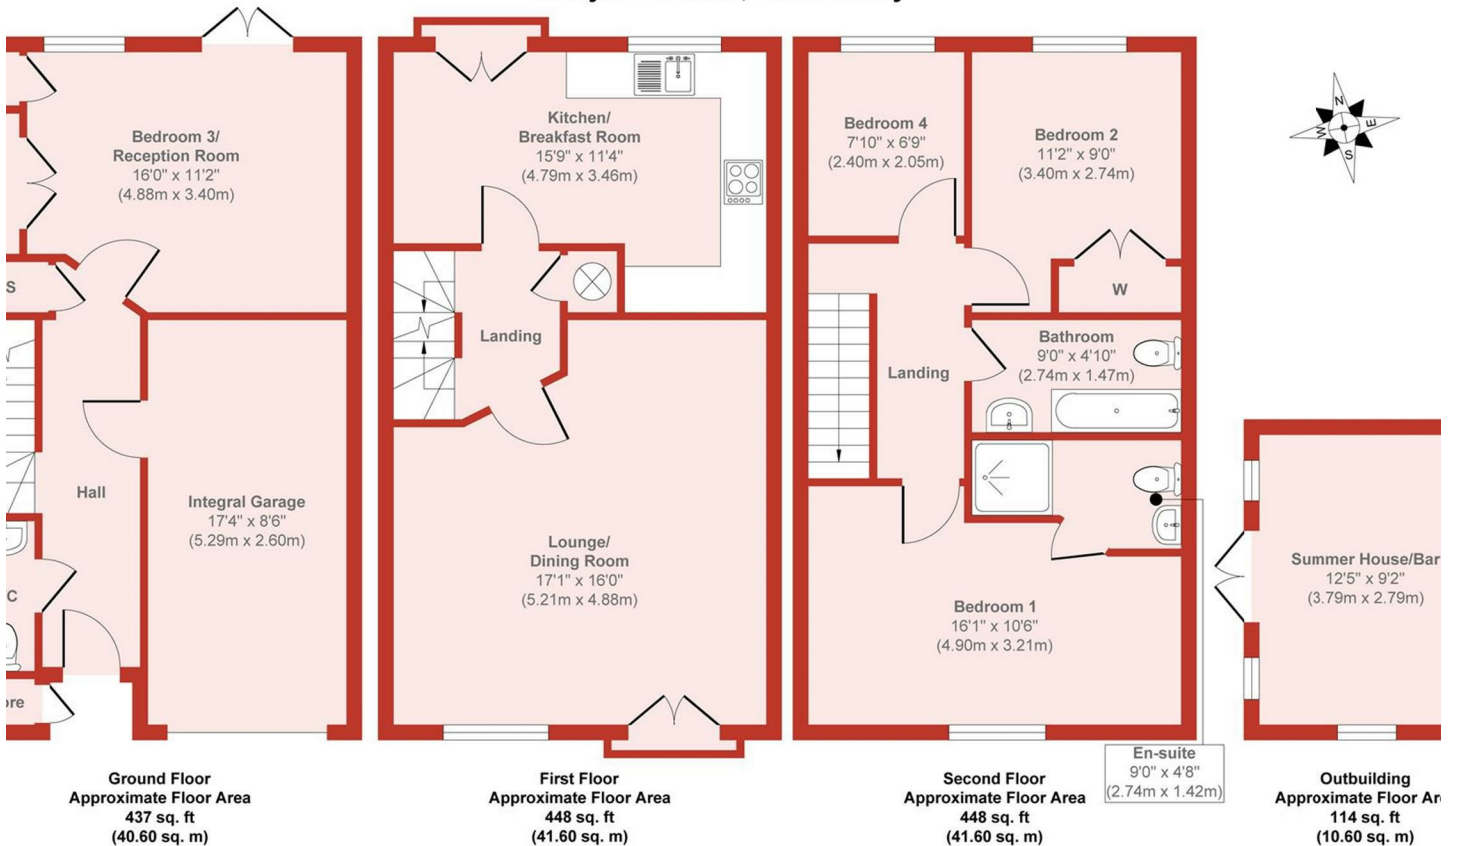 Bedroom 3/
Reception Room
16'0" x 11'2"
(4.88m x 3.40m)
S
Hall
Integral Garage
17'4" x 8'6"
(5.29m x 2.60m)
C
ore
Ground Floor
Approximate Floor Area
437 sq. ft
(40.60 sq. m)
Kitchen/
Breakfast Room
15'9" x 11'4"
(4.79m x 3.46m)
Landing
Lounge/
Dining Room
17'1" x 16'0"
(5.21m x 4.88m)
First Floor
Approximate Floor Area
448 sq. ft
(41.60 sq. m)
Bedroom 4
7'10" x 6'9"
(2.40m x 2.05m)
Bedroom 2
11'2" x 9'0"
(3.40m x 2.74m)
W
Bathroom
9'0" x 4'10"
(2.74m x 1.47m)
Landing
Bedroom 1
16'1" x 10'6"
(4.90m x 3.21m)
En-suite
9'0" x 4'8"
(2.74m x 1.42m)
Second Floor
Approximate Floor Area
448 sq. ft
(41.60 sq. m)
N
W
E
S
Summer House/Bar
12'5" x 9'2"
(3.79m x 2.79m)
Outbuilding
Approximate Floor Ar
114 sq. ft
(10.60 sq. m)